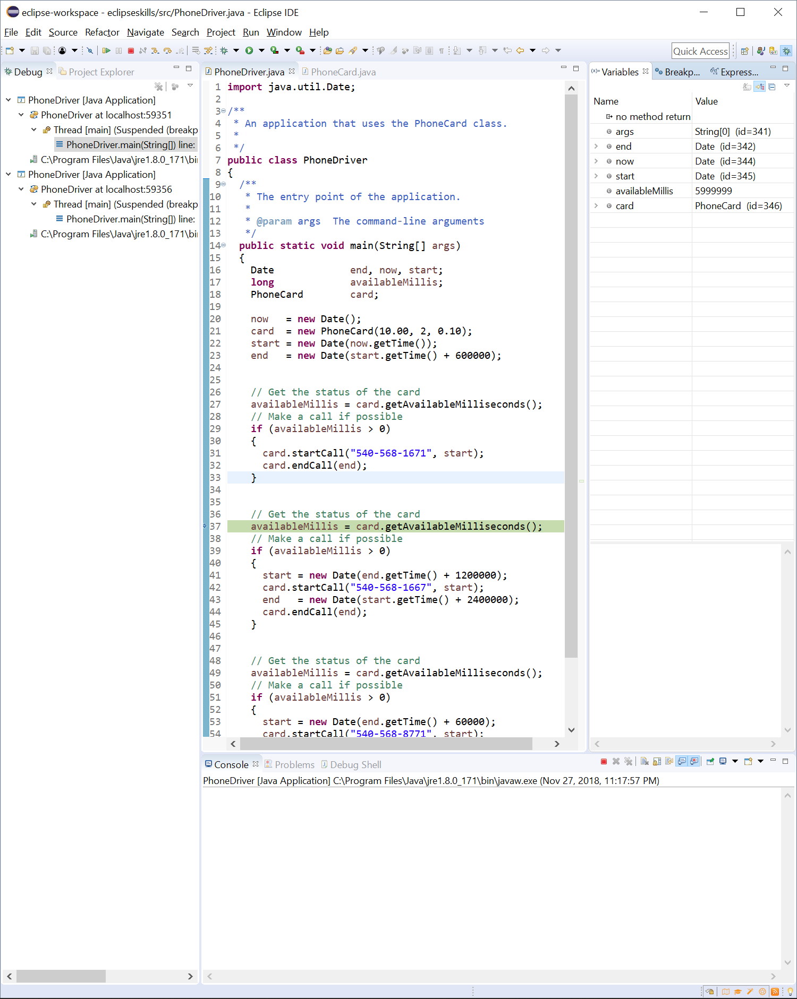 eclipse-workspace - eclipseskills/src/PhoneDriver.java - Eclipse IDE
File Edit Source Refactor Navigate Search Project Run Window Help
Quick Access
Debug Project Explorer
PhoneDriver [Java Application]
PhoneDriver at localhost:59351
Thread [main] (Suspended (breakp
PhoneDriver.main(String[]) line:
C:\Program Files\Java\jre1.8.0_171\bi
PhoneDriver [Java Application]
PhoneDriver at localhost:59356
Thread [main] (Suspended (breakp
PhoneDriver.main(String[]) line:
C:\Program Files\Java\jre1.8.0_171\bi
PhoneDriver.java PhoneCard.java
1 import java.util.Date;
2
3 /**
4  * An application that uses the PhoneCard class.
5  *
6  */
7 public class PhoneDriver
8 {
9   /**
10    * The entry point of the application.
11    *
12    * @param args  The command-line arguments
13    */
14   public static void main(String[] args)
15   {
16     Date             end, now, start;
17     long             availableMillis;
18     PhoneCard        card;
19
20     now   = new Date();
21     card  = new PhoneCard(10.00, 2, 0.10);
22     start = new Date(now.getTime());
23     end   = new Date(start.getTime() + 600000);
24
25
26     // Get the status of the card
27     availableMillis = card.getAvailableMilliseconds();
28     // Make a call if possible
29     if (availableMillis > 0)
30     {
31       card.startCall("540-568-1671", start);
32       card.endCall(end);
33     }
34
35
36     // Get the status of the card
37     availableMillis = card.getAvailableMilliseconds();
38     // Make a call if possible
39     if (availableMillis > 0)
40     {
41       start = new Date(end.getTime() + 1200000);
42       card.startCall("540-568-1667", start);
43       end   = new Date(start.getTime() + 2400000);
44       card.endCall(end);
45     }
46
47
48     // Get the status of the card
49     availableMillis = card.getAvailableMilliseconds();
50     // Make a call if possible
51     if (availableMillis > 0)
52     {
53       start = new Date(end.getTime() + 60000);
54       card.startCall("540-568-8771", start);
(x)= Variables Breakp... Express...
Name Value
no method return
args String[0] (id=341)
end Date (id=342)
now Date (id=344)
start Date (id=345)
availableMillis 5999999
card PhoneCard (id=346)
Console Problems Debug Shell
PhoneDriver [Java Application] C:\Program Files\Java\jre1.8.0_171\bin\javaw.exe (Nov 27, 2018, 11:17:57 PM)